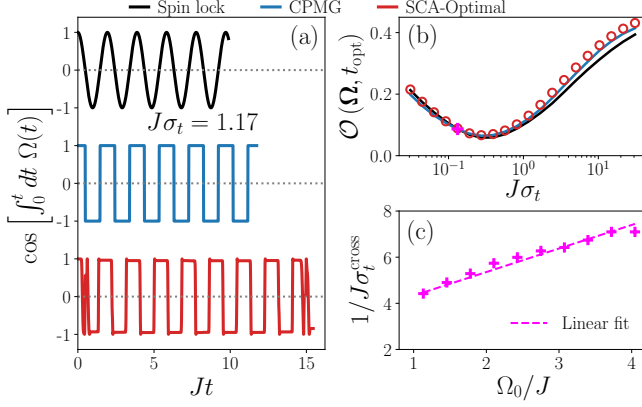 Spin lock CPMG SCA-Optimal
(a)
1
0
-1
Jσ_t = 1.17
1
0
-1
1
0
-1
cos [∫_0^t dt Ω(t)]
0 5 10 15
Jt
(b)
0.4
0.2
0.0
O(Ω, t_opt)
10^{-1} 10^0 10^1
Jσ_t
(c)
8
6
4
2
1/Jσ_t^{cross}
Linear fit
1 2 3 4
Ω_0/J